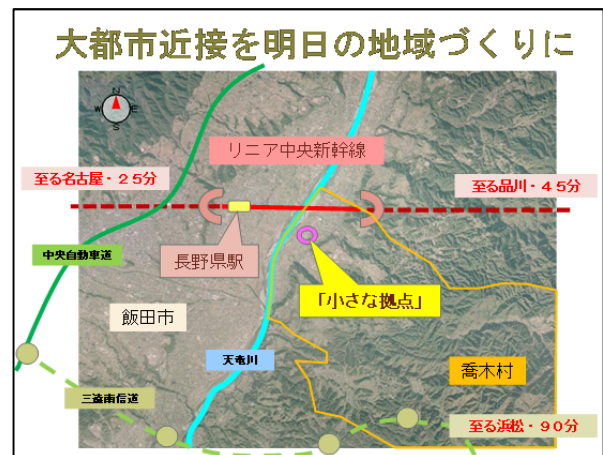 大都市近接を明日の地域づくりに
N
W E
S
リニア中央新幹線
至る名古屋・25分
至る品川・45分
中央自動車道
長野県駅
「小さな拠点」
飯田市
天竜川
喬木村
三遠南信道
至る浜松・90分